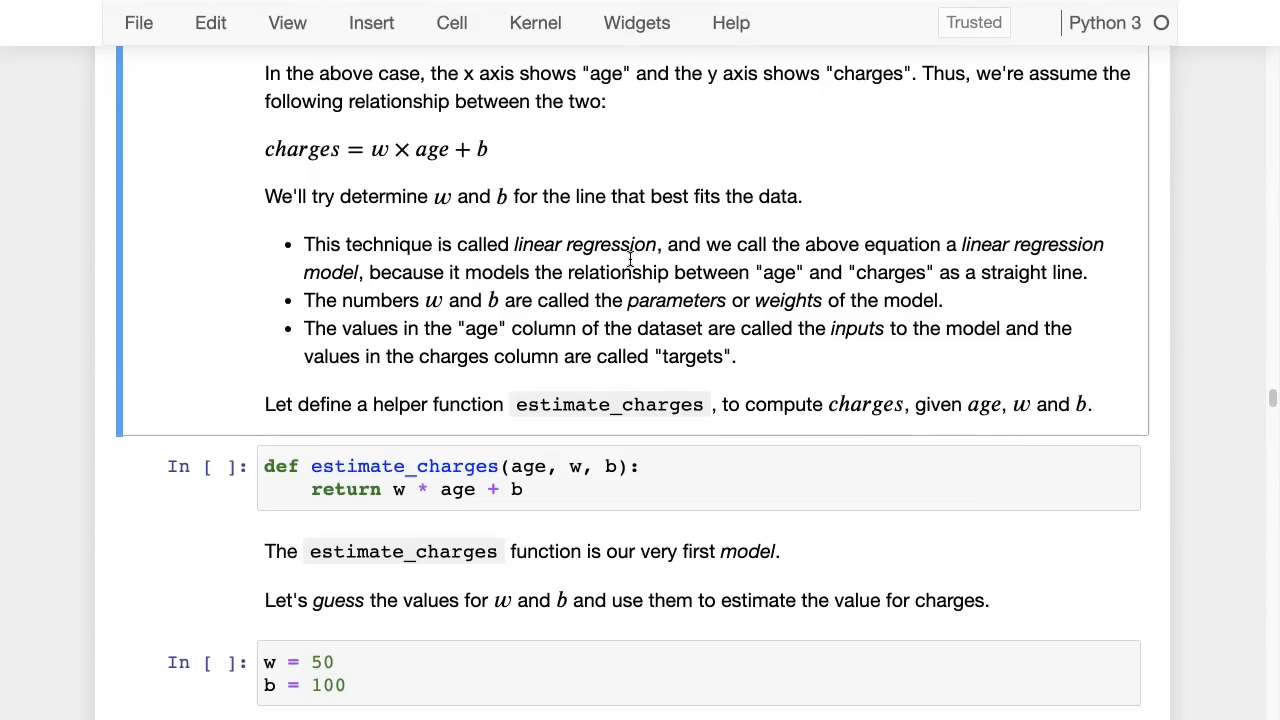 File Edit View Insert Cell Kernel Widgets Help Trusted Python 3
In the above case, the x axis shows "age" and the y axis shows "charges". Thus, we're assume the
following relationship between the two:
charges = w × age + b
We'll try determine w and b for the line that best fits the data.
• This technique is called linear regression, and we call the above equation a linear regression
model, because it models the relationship between "age" and "charges" as a straight line.
• The numbers w and b are called the parameters or weights of the model.
• The values in the "age" column of the dataset are called the inputs to the model and the
values in the charges column are called "targets".
Let define a helper function estimate_charges , to compute charges, given age, w and b.
In [ ]: def estimate_charges(age, w, b):
return w * age + b
The estimate_charges function is our very first model.
Let's guess the values for w and b and use them to estimate the value for charges.
In [ ]: w = 50
b = 100